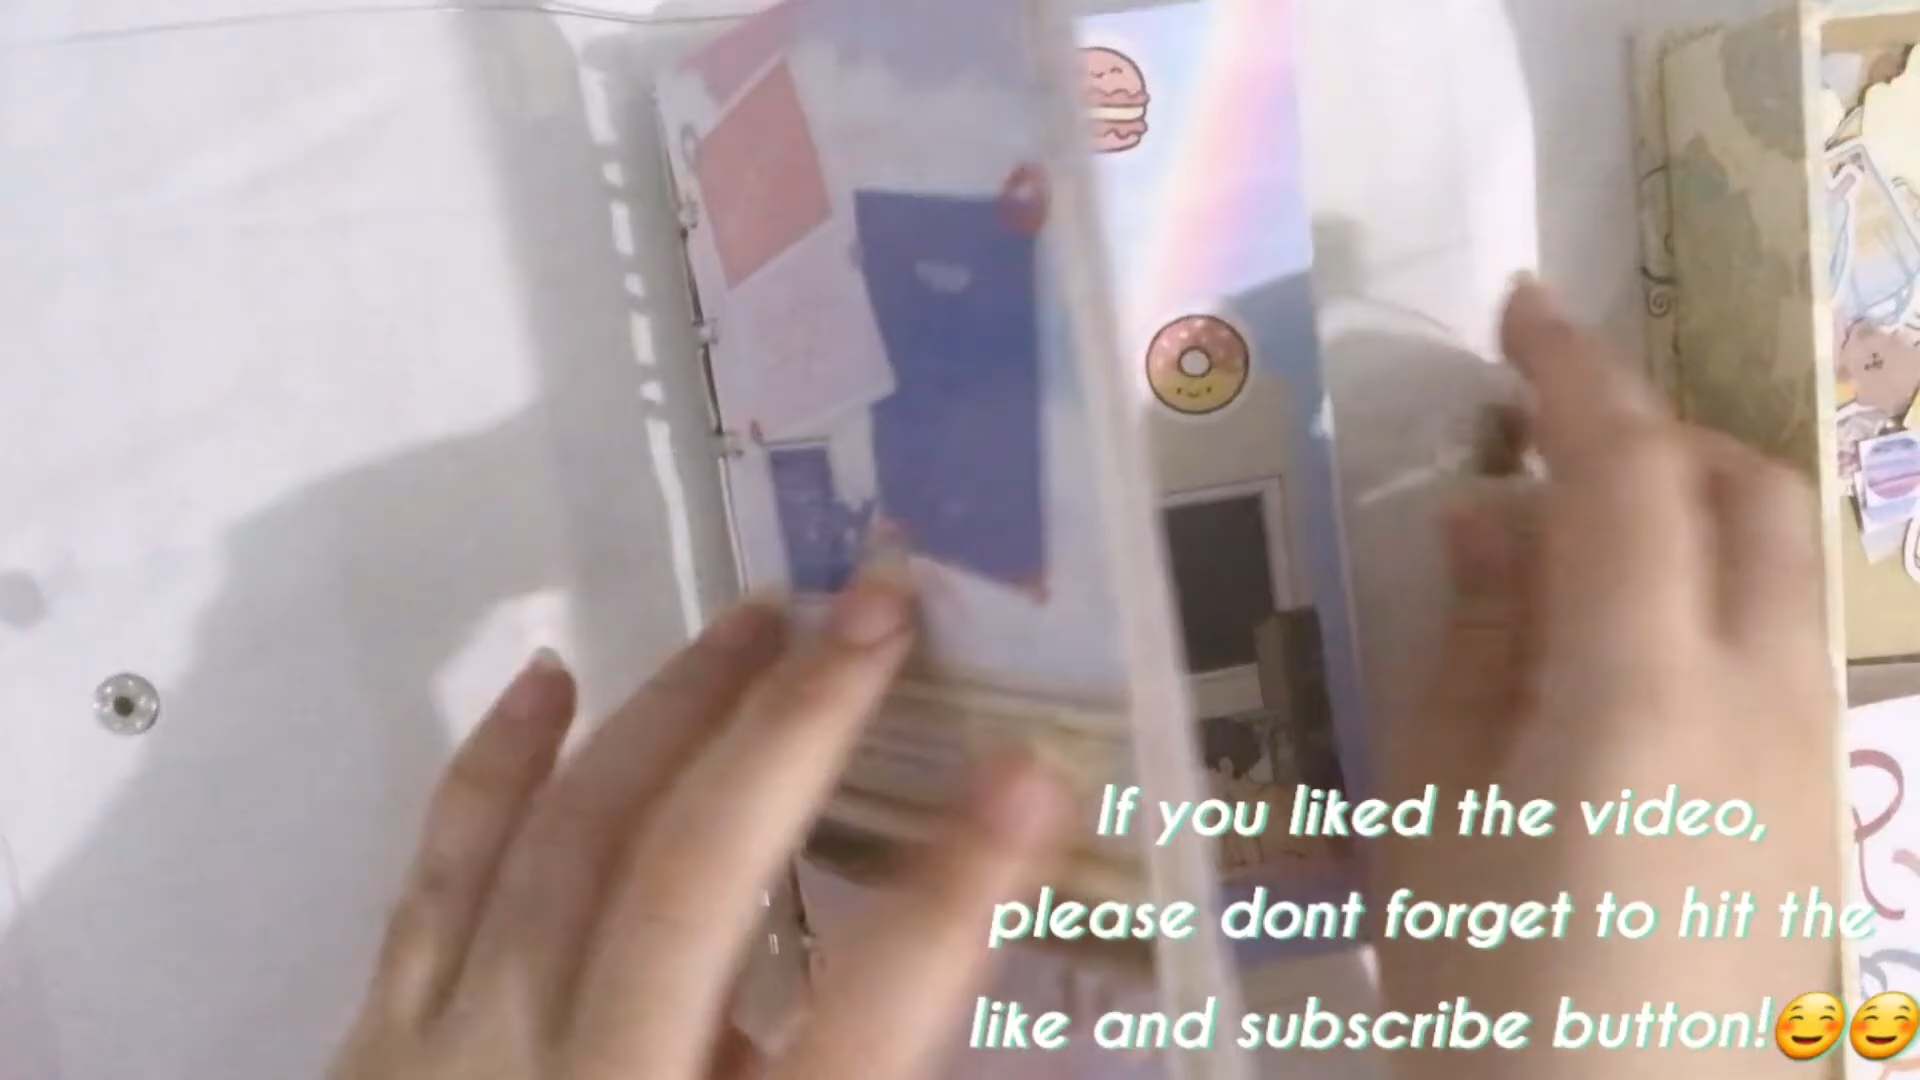 If you liked the video,
please dont forget to hit the
like and subscribe button!😊😊